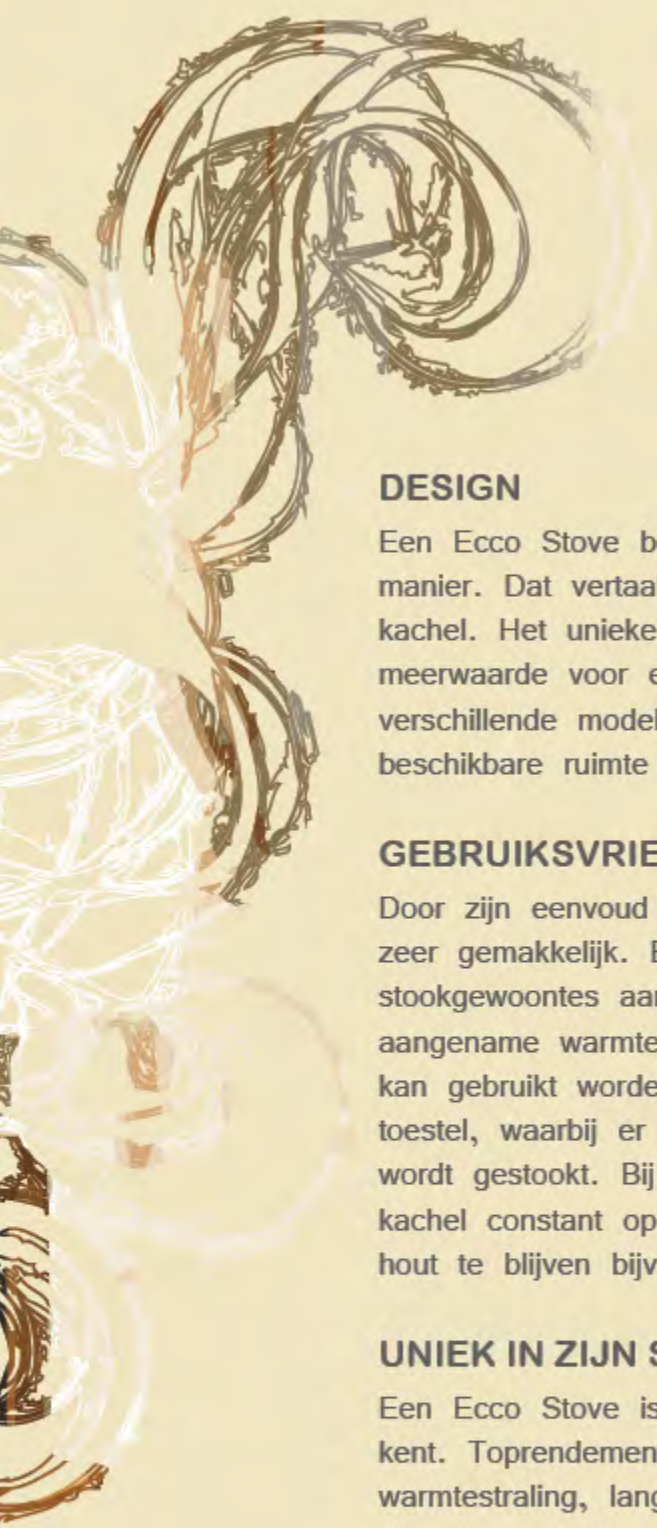 DESIGN
Een Ecco Stove b
manier. Dat vertaa
kachel. Het unieke
meerwaarde voor e
verschillende model
beschikbare ruimte
GEBRUIKSVRIE
Door zijn eenvoud
zeer gemakkelijk. E
stookgewoontes aan
aangename warmte
kan gebruikt worde
toestel, waarbij er
wordt gestookt. Bij
kachel constant op
hout te blijven bijv
UNIEK IN ZIJN S
Een Ecco Stove is
kent. Toprendemen
warmtestraling, lang